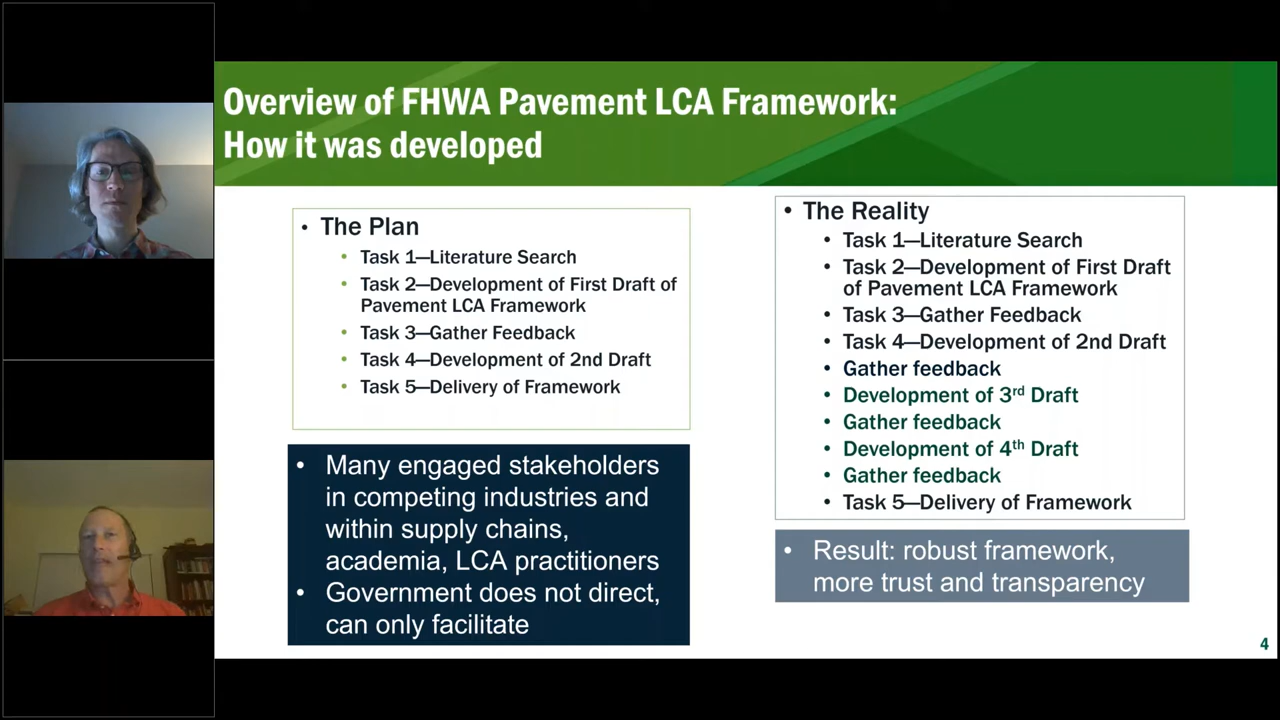 Overview of FHWA Pavement LCA Framework:
How it was developed
• The Plan
• Task 1—Literature Search
• Task 2—Development of First Draft of
Pavement LCA Framework
• Task 3—Gather Feedback
• Task 4—Development of 2nd Draft
• Task 5—Delivery of Framework
• Many engaged stakeholders
in competing industries and
within supply chains,
academia, LCA practitioners
• Government does not direct,
can only facilitate
• The Reality
• Task 1—Literature Search
• Task 2—Development of First Draft
of Pavement LCA Framework
• Task 3—Gather Feedback
• Task 4—Development of 2nd Draft
• Gather feedback
• Development of 3rd Draft
• Gather feedback
• Development of 4th Draft
• Gather feedback
• Task 5—Delivery of Framework
• Result: robust framework,
more trust and transparency
4